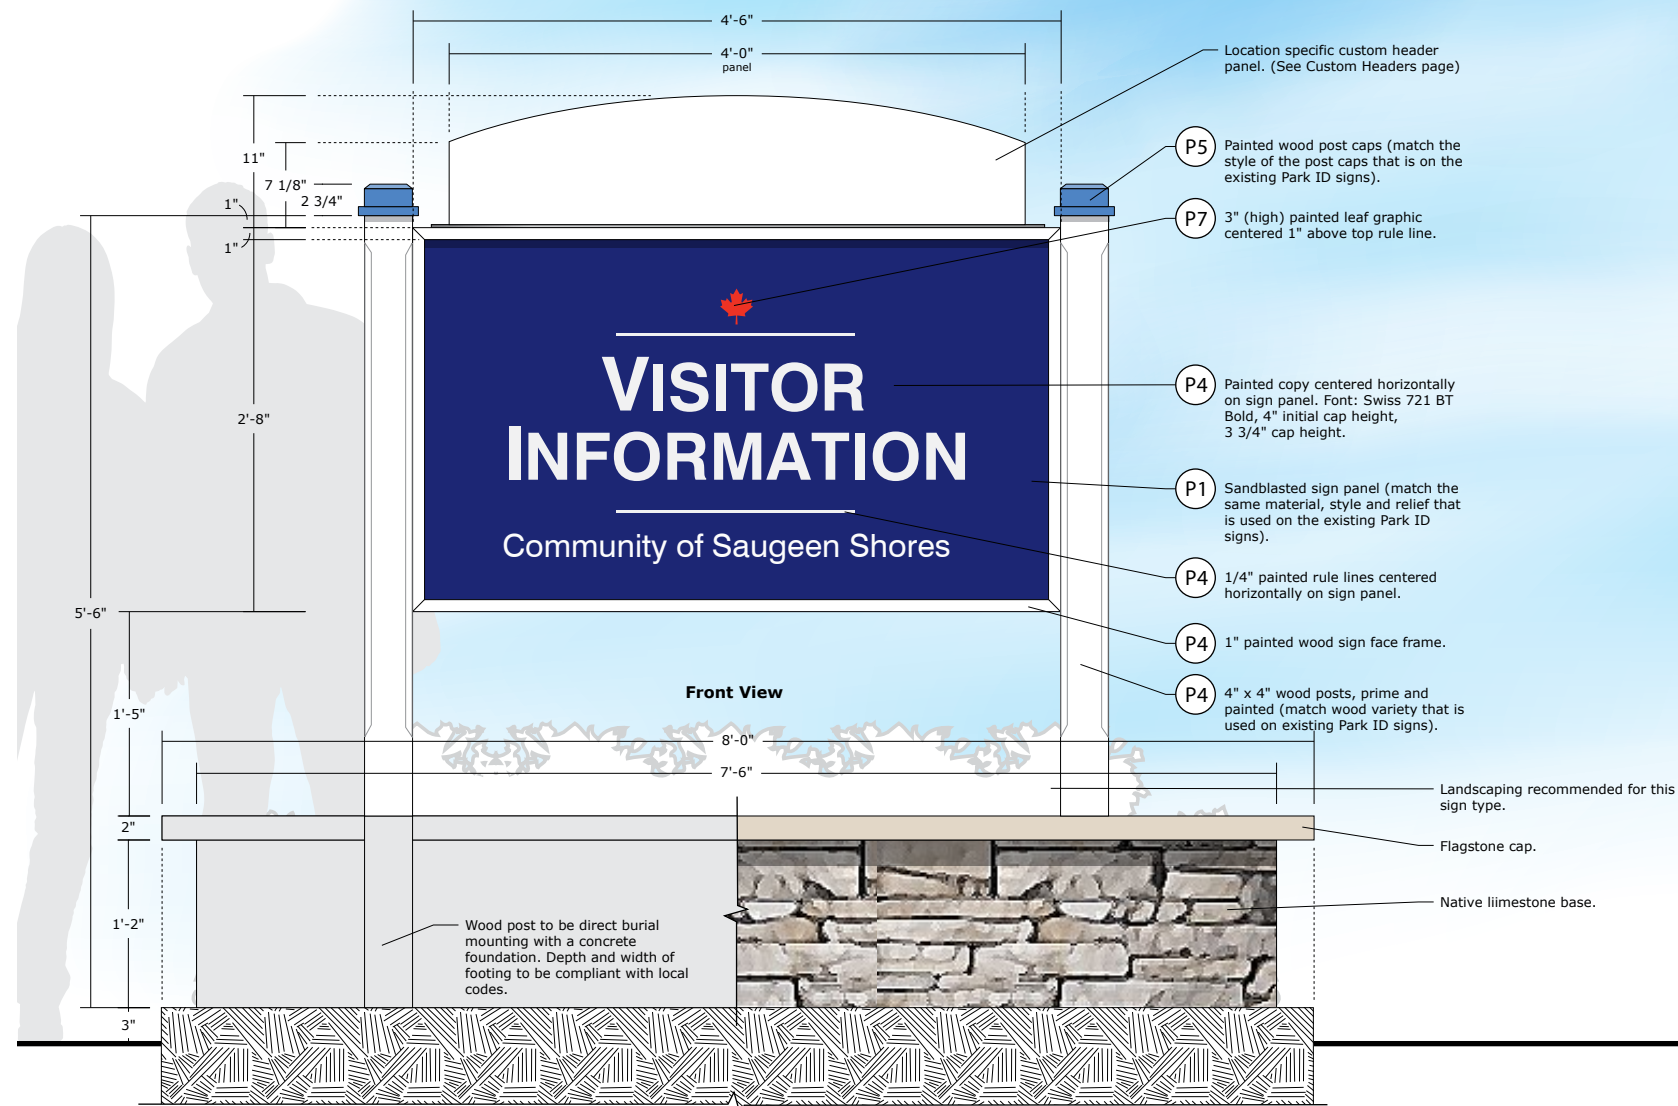 4'-6"
4'-0"
panel
11"
7 1/8"
2 3/4"
1"
1"
2'-8"
5'-6"
1'-5"
2"
1'-2"
3"
VISITOR
INFORMATION
Community of Saugeen Shores
Front View
8'-0"
7'-6"
Wood post to be direct burial
mounting with a concrete
foundation. Depth and width of
footing to be compliant with local
codes.
Location specific custom header
panel. (See Custom Headers page)
P5
Painted wood post caps (match the
style of the post caps that is on the
existing Park ID signs).
P7
3" (high) painted leaf graphic
centered 1" above top rule line.
P4
Painted copy centered horizontally
on sign panel. Font: Swiss 721 BT
Bold, 4" initial cap height,
3 3/4" cap height.
P1
Sandblasted sign panel (match the
same material, style and relief that
is used on the existing Park ID
signs).
P4
1/4" painted rule lines centered
horizontally on sign panel.
P4
1" painted wood sign face frame.
P4
4" x 4" wood posts, prime and
painted (match wood variety that is
used on existing Park ID signs).
Landscaping recommended for this
sign type.
Flagstone cap.
Native liimestone base.